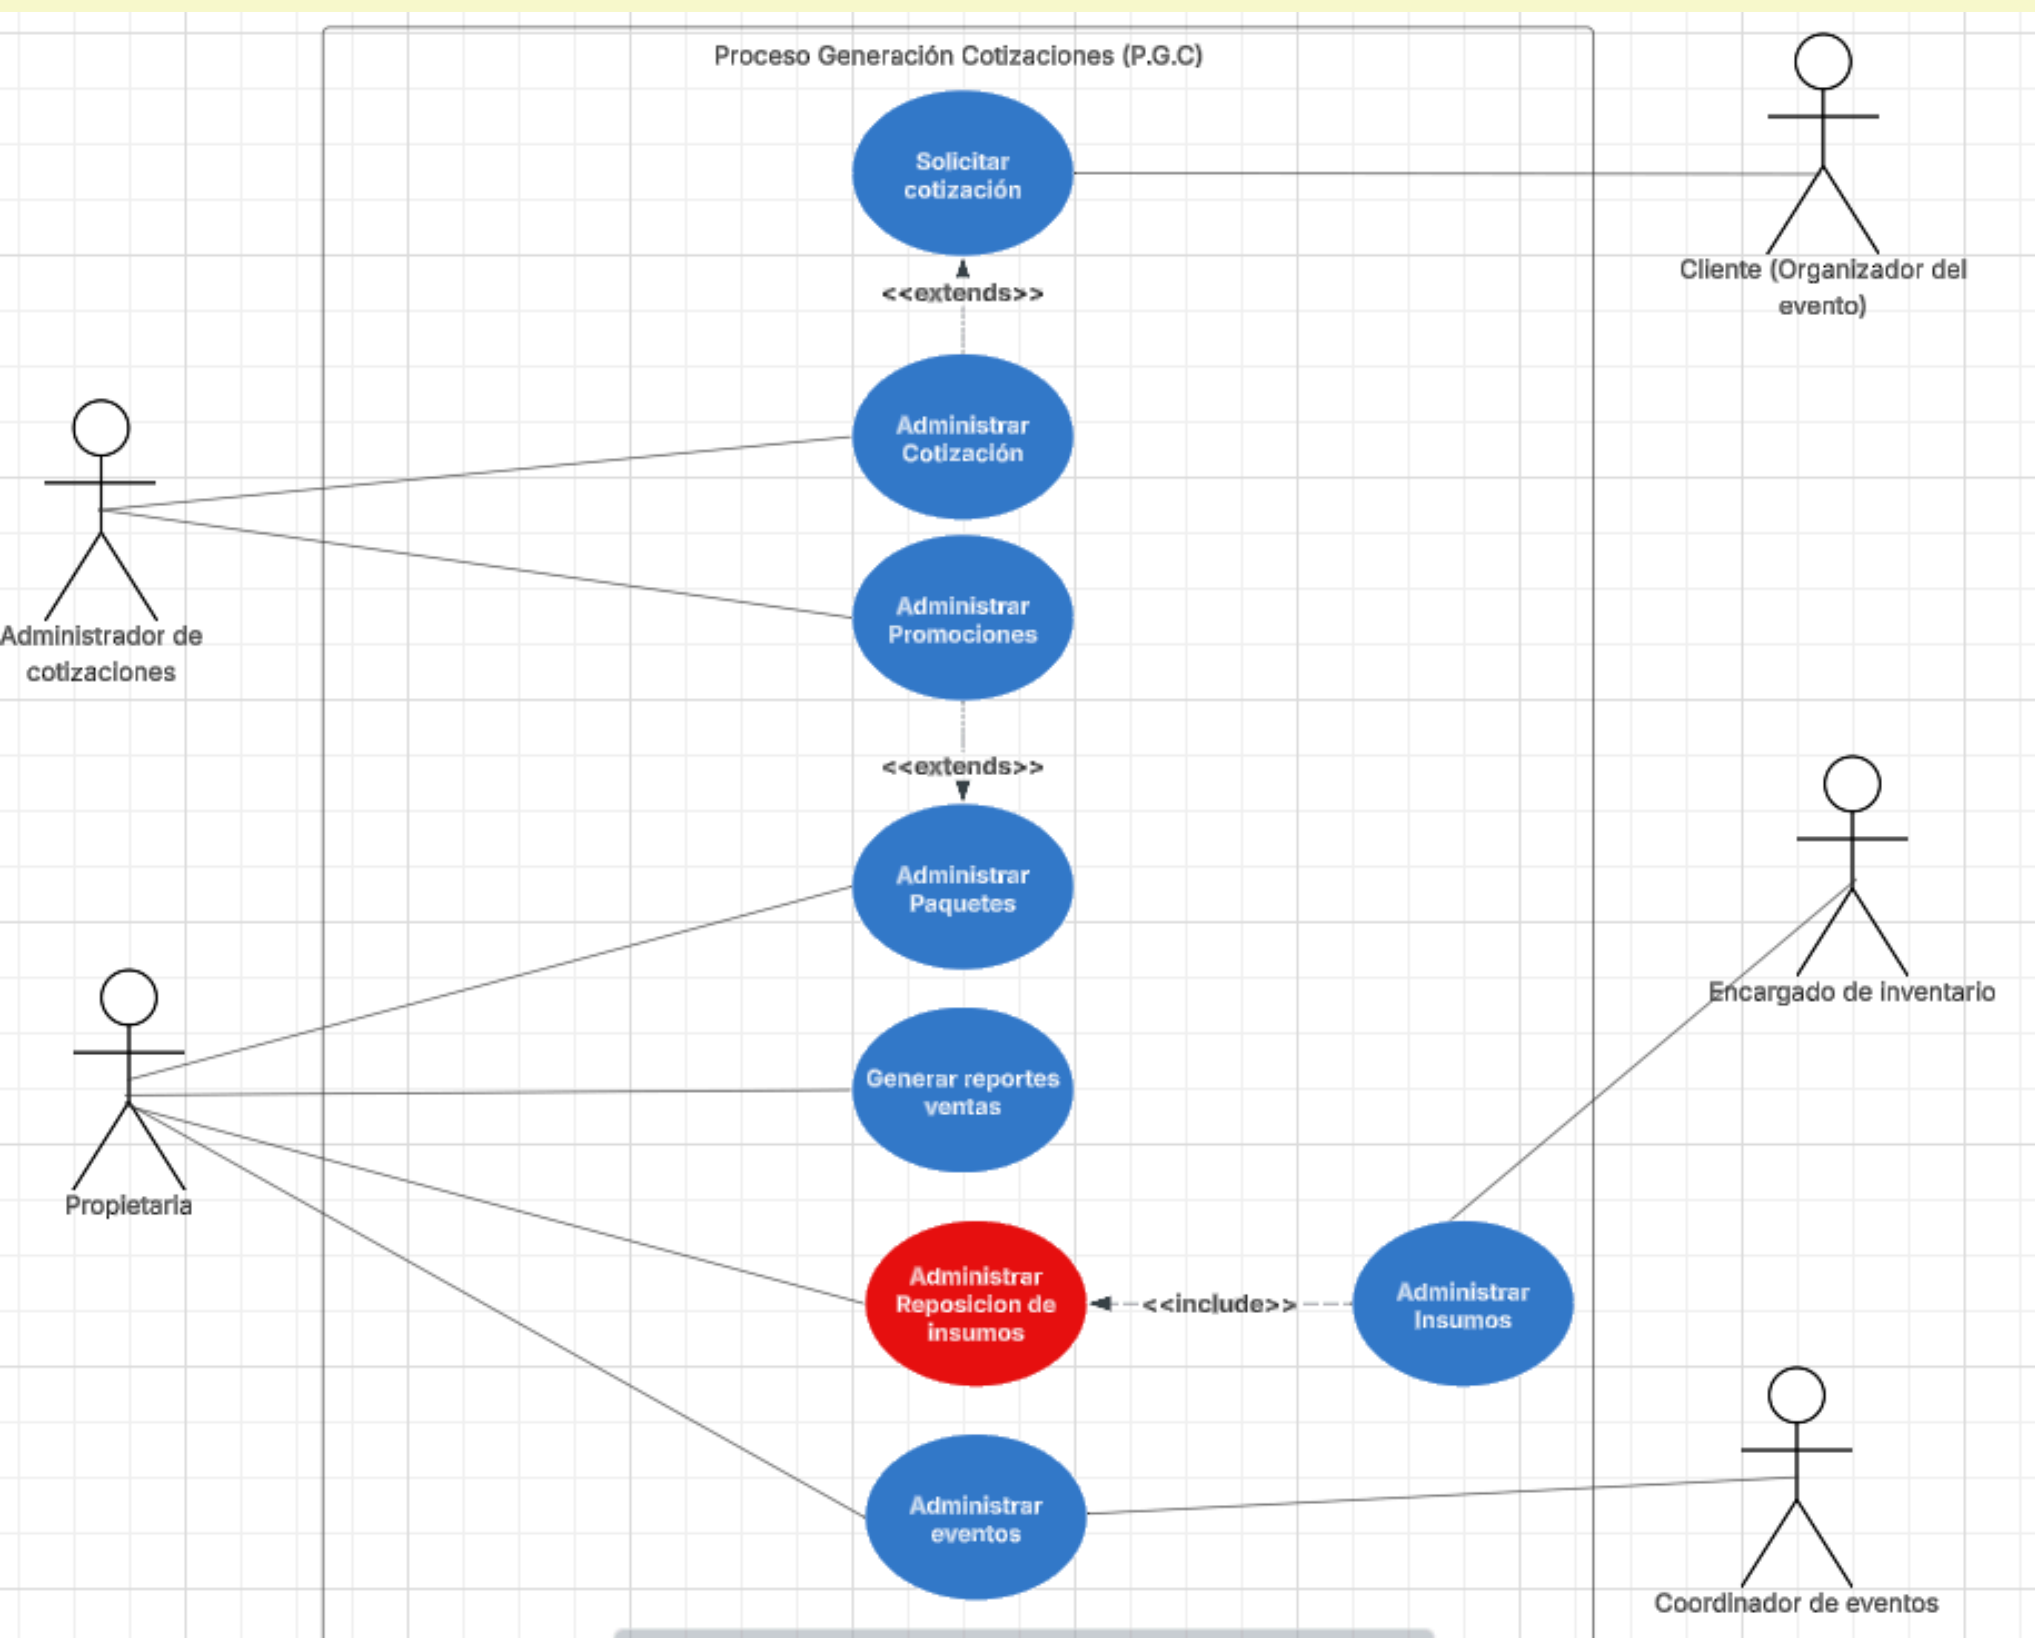 Proceso Generación Cotizaciones (P.G.C)
Solicitar
cotización
Cliente (Organizador del
evento)
<<extends>>
Administrar
Cotización
Administrador de
cotizaciones
Administrar
Promociones
<<extends>>
Administrar
Paquetes
Encargado de inventario
Generar reportes
ventas
Propietaria
Administrar
Reposicion de
insumos
<<include>>
Administrar
Insumos
Administrar
eventos
Coordinador de eventos